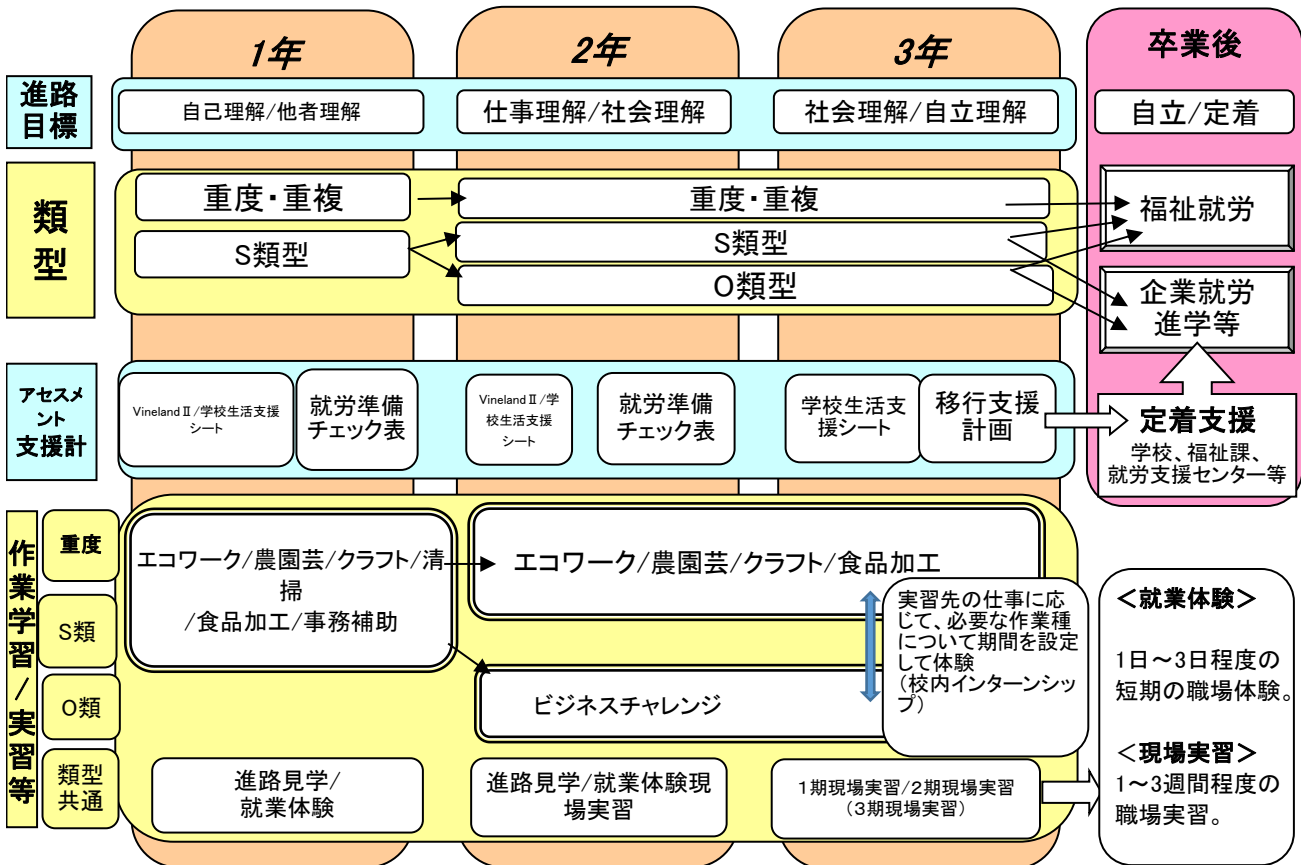 1年
2年
3年
卒業後
進路
目標
自己理解/他者理解
仕事理解/社会理解
社会理解/自立理解
自立/定着
類
型
重度・重複
重度・重複
S類型
S類型
O類型
福祉就労
企業就労
進学等
アセスメ
ント
支援計
VinelandⅡ/学校生活支援
シート
就労準備
チェック表
VinelandⅡ/学
校生活支援
シート
就労準備
チェック表
学校生活支
援シート
移行支援
計画
定着支援
学校、福祉課、
就労支援センター等
作業学習/実習等
重度
S類
O類
類型
共通
エコワーク/農園芸/クラフト/清
掃
/食品加工/事務補助
エコワーク/農園芸/クラフト/食品加工
実習先の仕事に応
じて、必要な作業種
について期間を設定
して体験
(校内インターンシッ
プ)
ビジネスチャレンジ
進路見学/
就業体験
進路見学/就業体験現
場実習
1期現場実習/2期現場実習
(3期現場実習)
<就業体験>
1日~3日程度の
短期の職場体験。
<現場実習>
1~3週間程度の
職場実習。